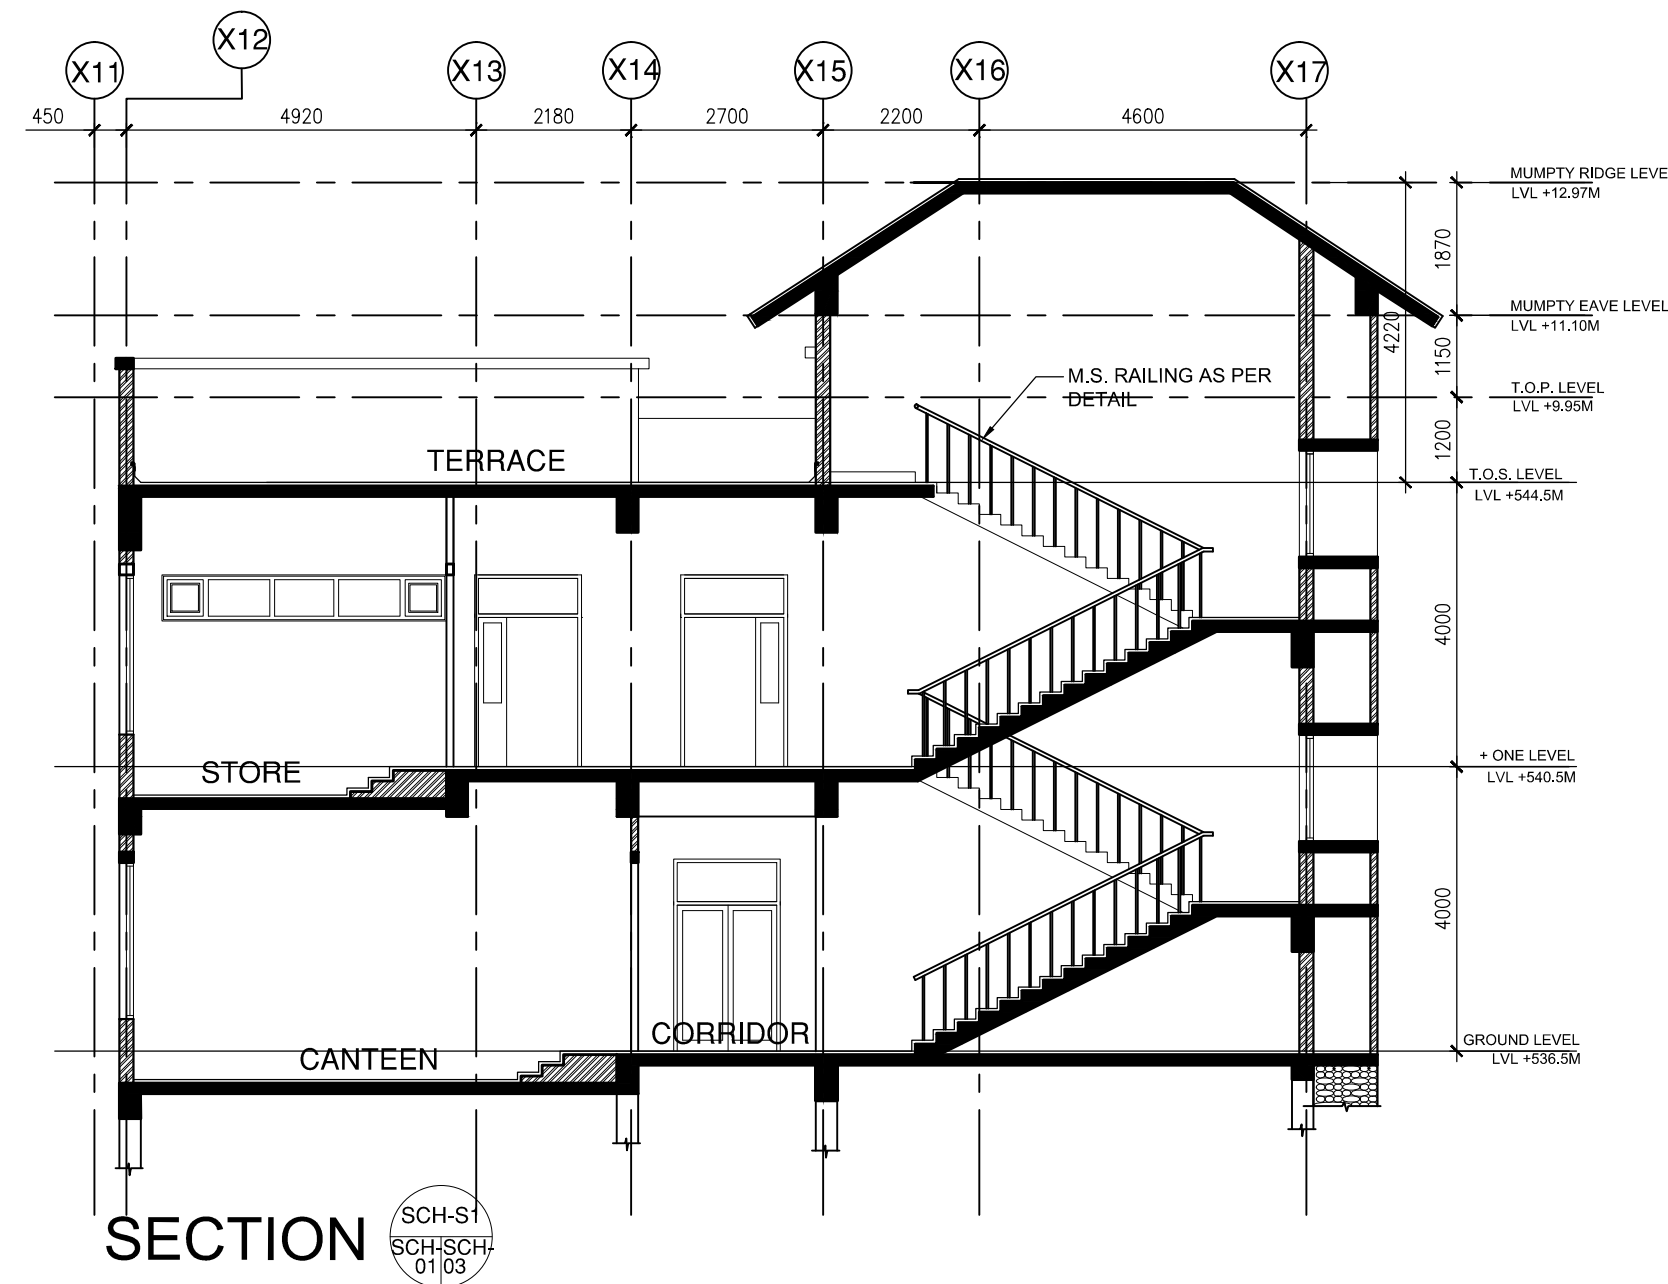 X12
X11
X13
X14
X15
X16
X17
450
4920
2180
2700
2200
4600
MUMPTY RIDGE LEVE
LVL +12.97M
1870
MUMPTY EAVE LEVEL
LVL +11.10M
4220
1150
M.S. RAILING AS PER
DETAIL
T.O.P. LEVEL
LVL +9.95M
1200
TERRACE
T.O.S. LEVEL
LVL +544.5M
4000
STORE
+ ONE LEVEL
LVL +540.5M
4000
CORRIDOR
CANTEEN
GROUND LEVEL
LVL +536.5M
SECTION
SCH-S1
SCH-
01
SCH-
03